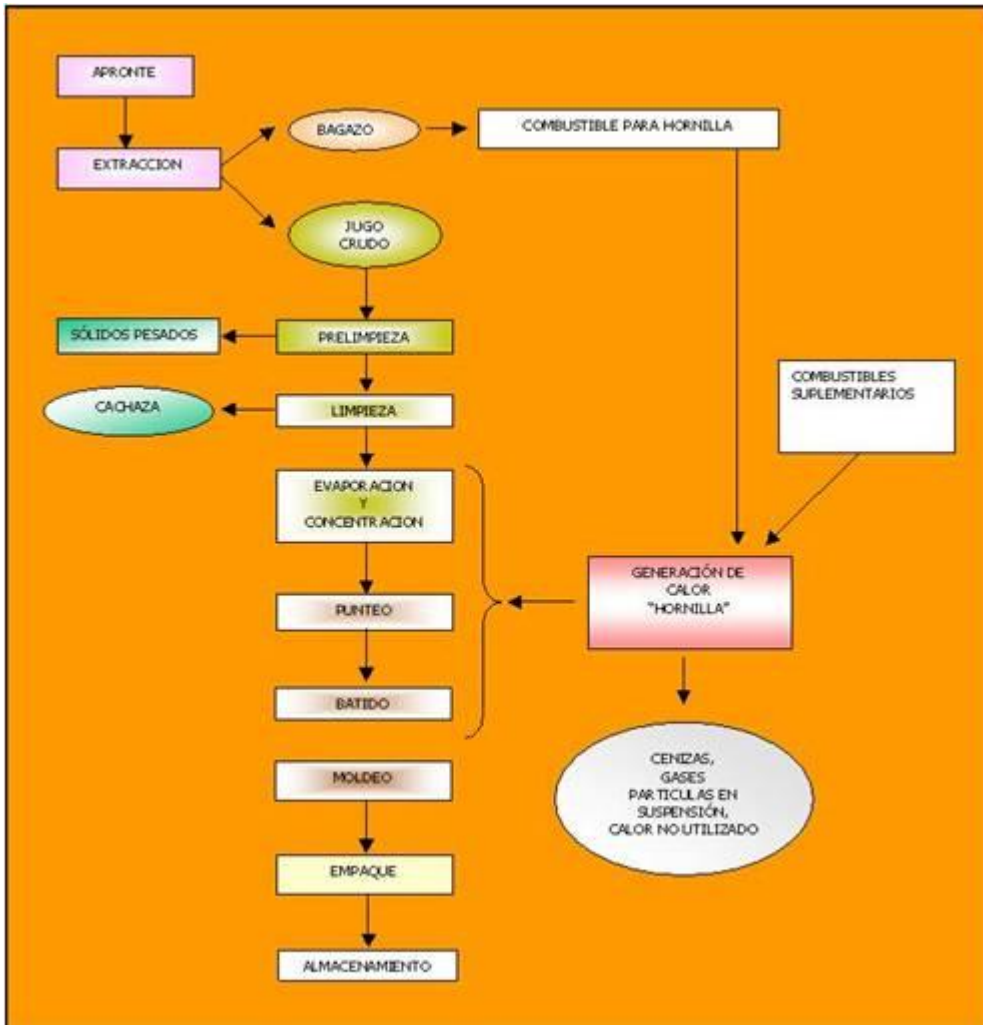 APRONTE
EXTRACCION
BAGAZO
COMBUSTIBLE PARA HORNILLA
JUGO
CRUDO
SÓLIDOS PESADOS
PRELIMPIEZA
CACHAZA
LIMPIEZA
COMBUSTIBLES
SUPLEMENTARIOS
EVAPORACION
Y
CONCENTRACION
PUNTEO
BATIDO
GENERACIÓN DE
CALOR
"HORNILLA"
CENIZAS,
GASES
PARTICULAS EN
SUSPENSIÓN,
CALOR NO UTILIZADO
MOLDEO
EMPAQUE
ALMACENAMIENTO